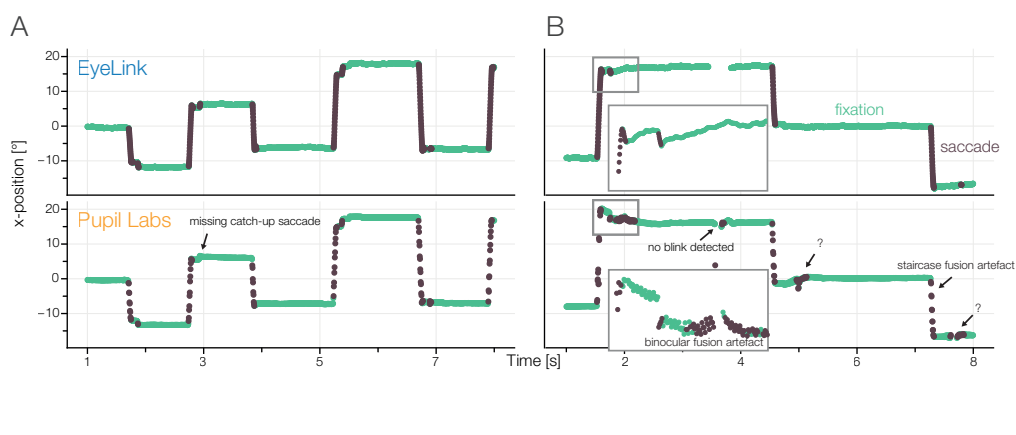 A
B
20
10
0
−10
EyeLink
fixation
saccade
x-position [°]
20
10
0
−10
Pupil Labs
missing catch-up saccade
no blink detected
?
staircase fusion artefact
?
binocular fusion artefact
1
3
5
7
Time [s]
2
4
6
8